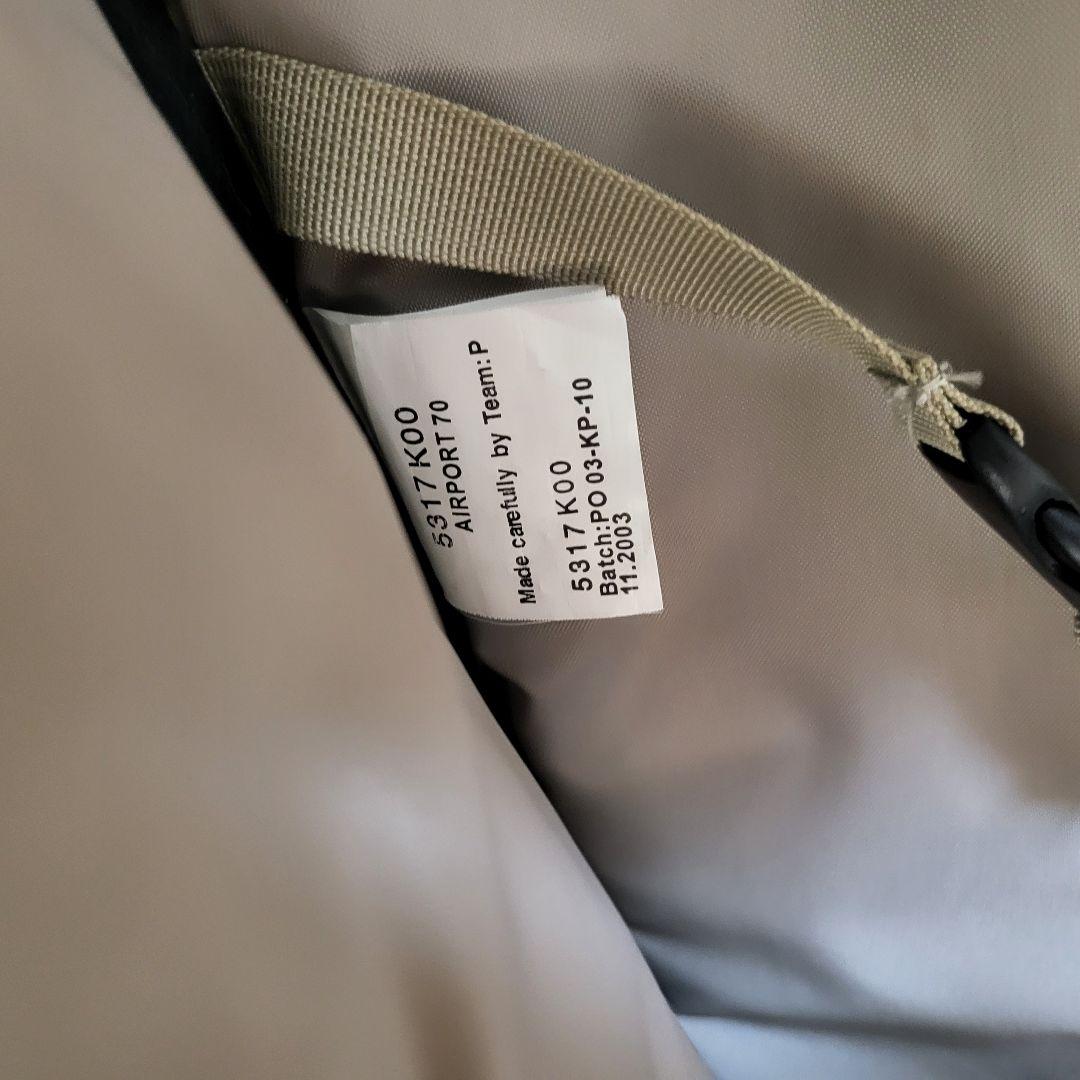 5317K00
AIRPORT 70
Made carefully by Team: P
5317K00
Batch:PO 03-KP-10
11.2003